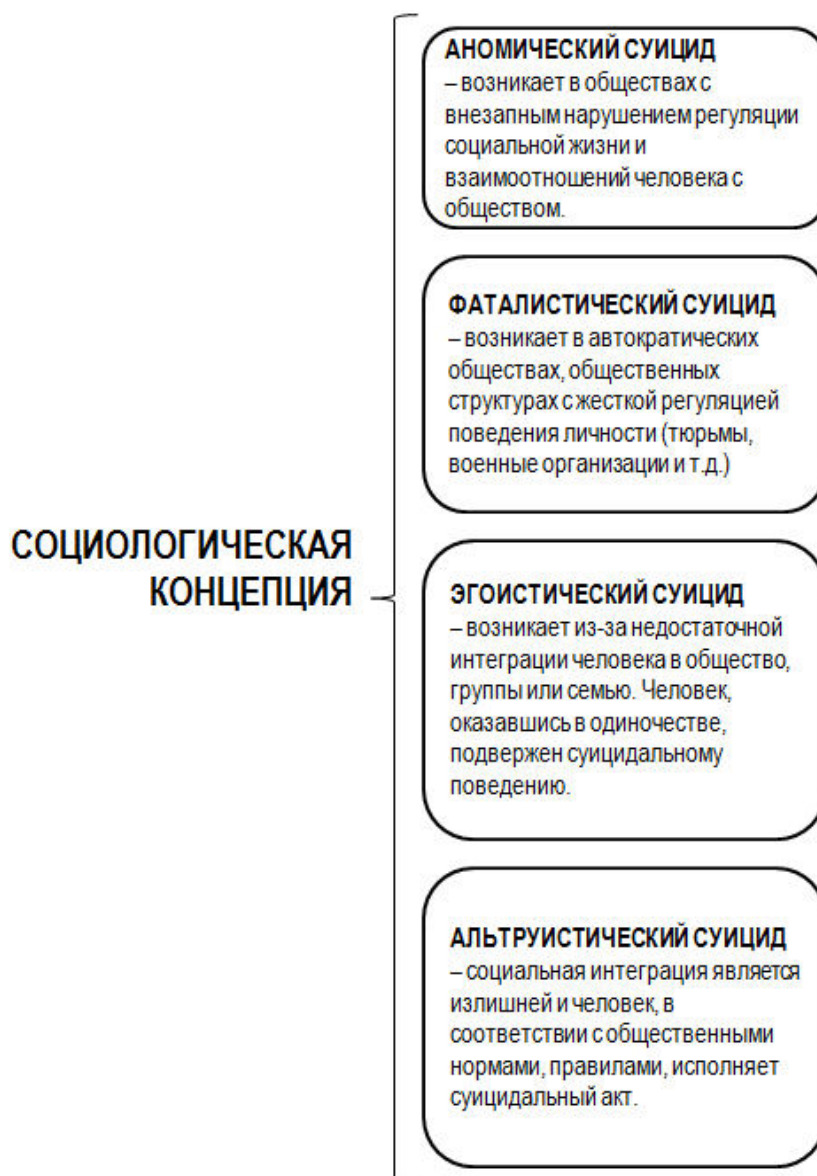 СОЦИОЛОГИЧЕСКАЯ
КОНЦЕПЦИЯ
АНОМИЧЕСКИЙ СУИЦИД
– возникает в обществах с
внезапным нарушением регуляции
социальной жизни и
взаимоотношений человека с
обществом.
ФАТАЛИСТИЧЕСКИЙ СУИЦИД
– возникает в автократических
обществах, общественных
структурах с жесткой регуляцией
поведения личности (тюрьмы,
военные организации и т.д.)
ЭГОИСТИЧЕСКИЙ СУИЦИД
– возникает из-за недостаточной
интеграции человека в общество,
группы или семью. Человек,
оказавшись в одиночестве,
подвержен суицидальному
поведению.
АЛЬТРУИСТИЧЕСКИЙ СУИЦИД
– социальная интеграция является
излишней и человек, в
соответствии с общественными
нормами, правилами, исполняет
суицидальный акт.